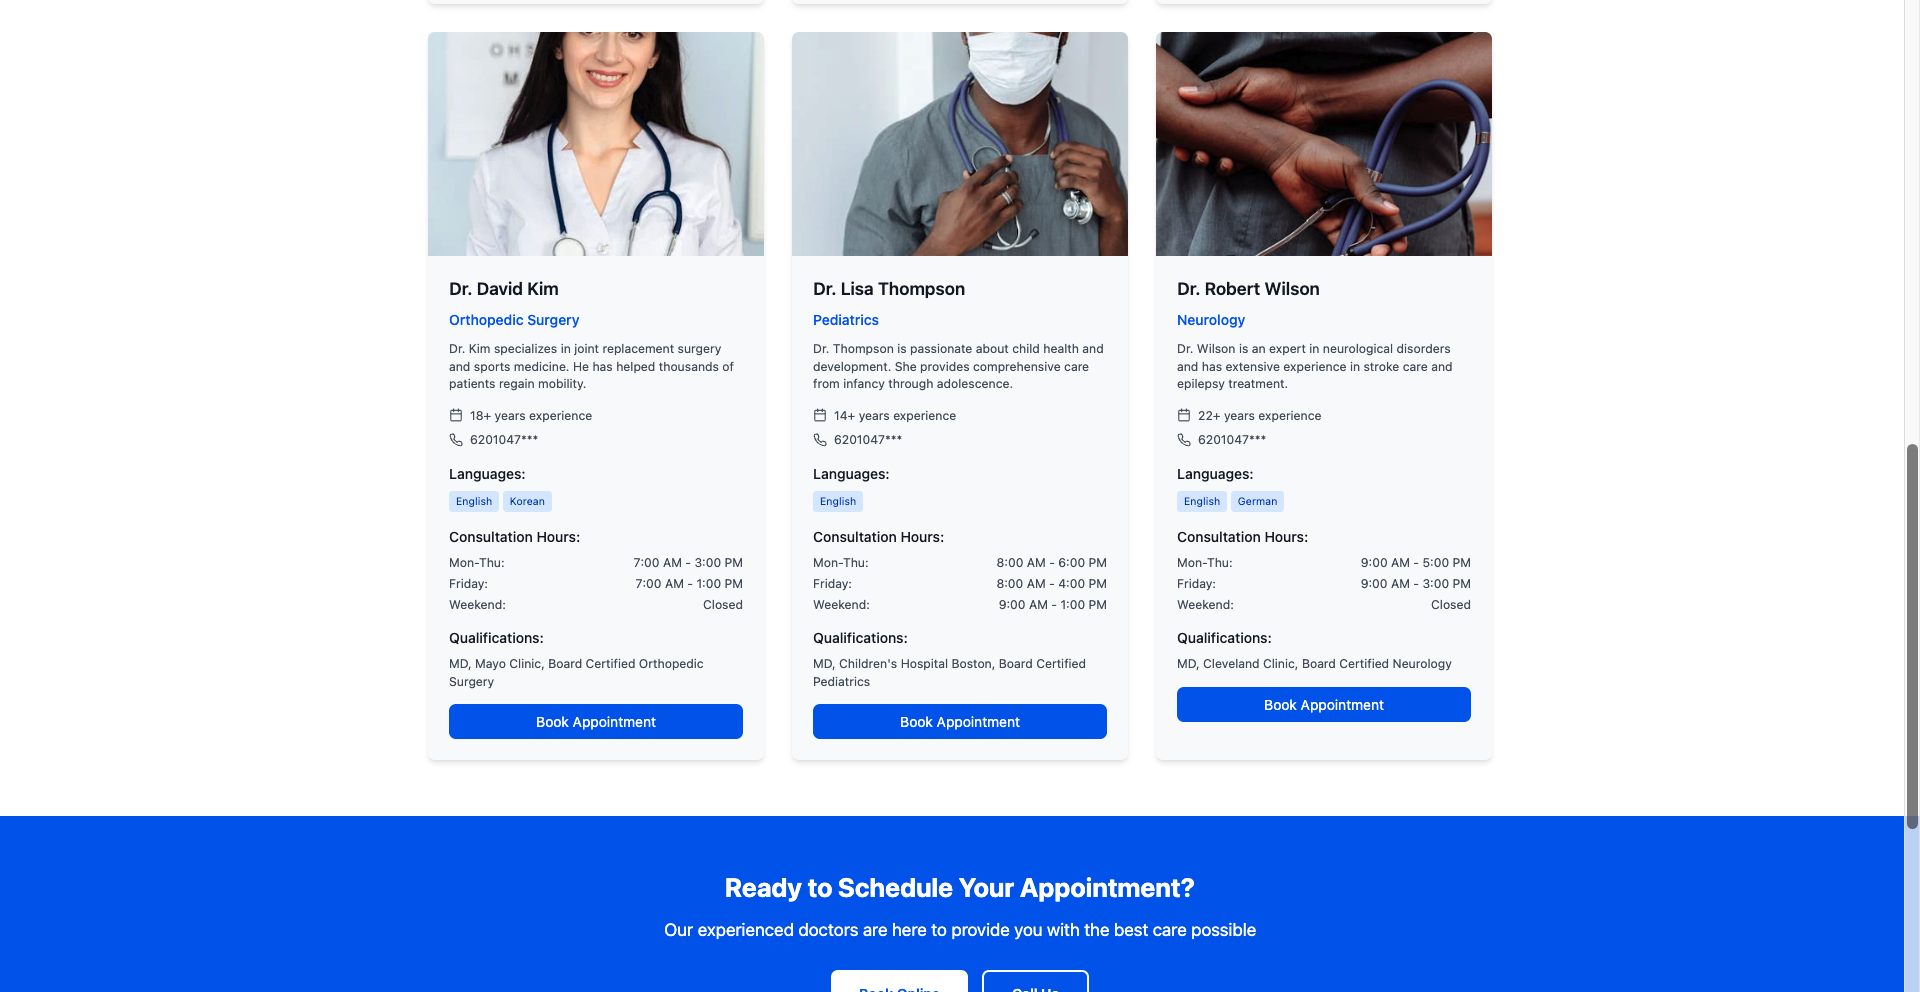 OHS
M
Dr. David Kim
Orthopedic Surgery
Dr. Kim specializes in joint replacement surgery
and sports medicine. He has helped thousands of
patients regain mobility.
18+ years experience
6201047***
Languages:
English Korean
Consultation Hours:
Mon-Thu: 7:00 AM - 3:00 PM
Friday: 7:00 AM - 1:00 PM
Weekend: Closed
Qualifications:
MD, Mayo Clinic, Board Certified Orthopedic
Surgery
Book Appointment
Dr. Lisa Thompson
Pediatrics
Dr. Thompson is passionate about child health and
development. She provides comprehensive care
from infancy through adolescence.
14+ years experience
6201047***
Languages:
English
Consultation Hours:
Mon-Thu: 8:00 AM - 6:00 PM
Friday: 8:00 AM - 4:00 PM
Weekend: 9:00 AM - 1:00 PM
Qualifications:
MD, Children's Hospital Boston, Board Certified
Pediatrics
Book Appointment
Dr. Robert Wilson
Neurology
Dr. Wilson is an expert in neurological disorders
and has extensive experience in stroke care and
epilepsy treatment.
22+ years experience
6201047***
Languages:
English German
Consultation Hours:
Mon-Thu: 9:00 AM - 5:00 PM
Friday: 9:00 AM - 3:00 PM
Weekend: Closed
Qualifications:
MD, Cleveland Clinic, Board Certified Neurology
Book Appointment
Ready to Schedule Your Appointment?
Our experienced doctors are here to provide you with the best care possible
Book Online
Call Us